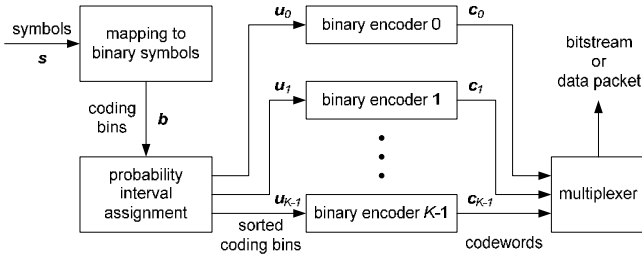 symbols
s
mapping to
binary symbols
coding
bins
b
probability
interval
assignment
u0
binary encoder 0
c0
u1
binary encoder 1
c1
uK-1
binary encoder K-1
cK-1
sorted
coding bins
codewords
bitstream
or
data packet
multiplexer